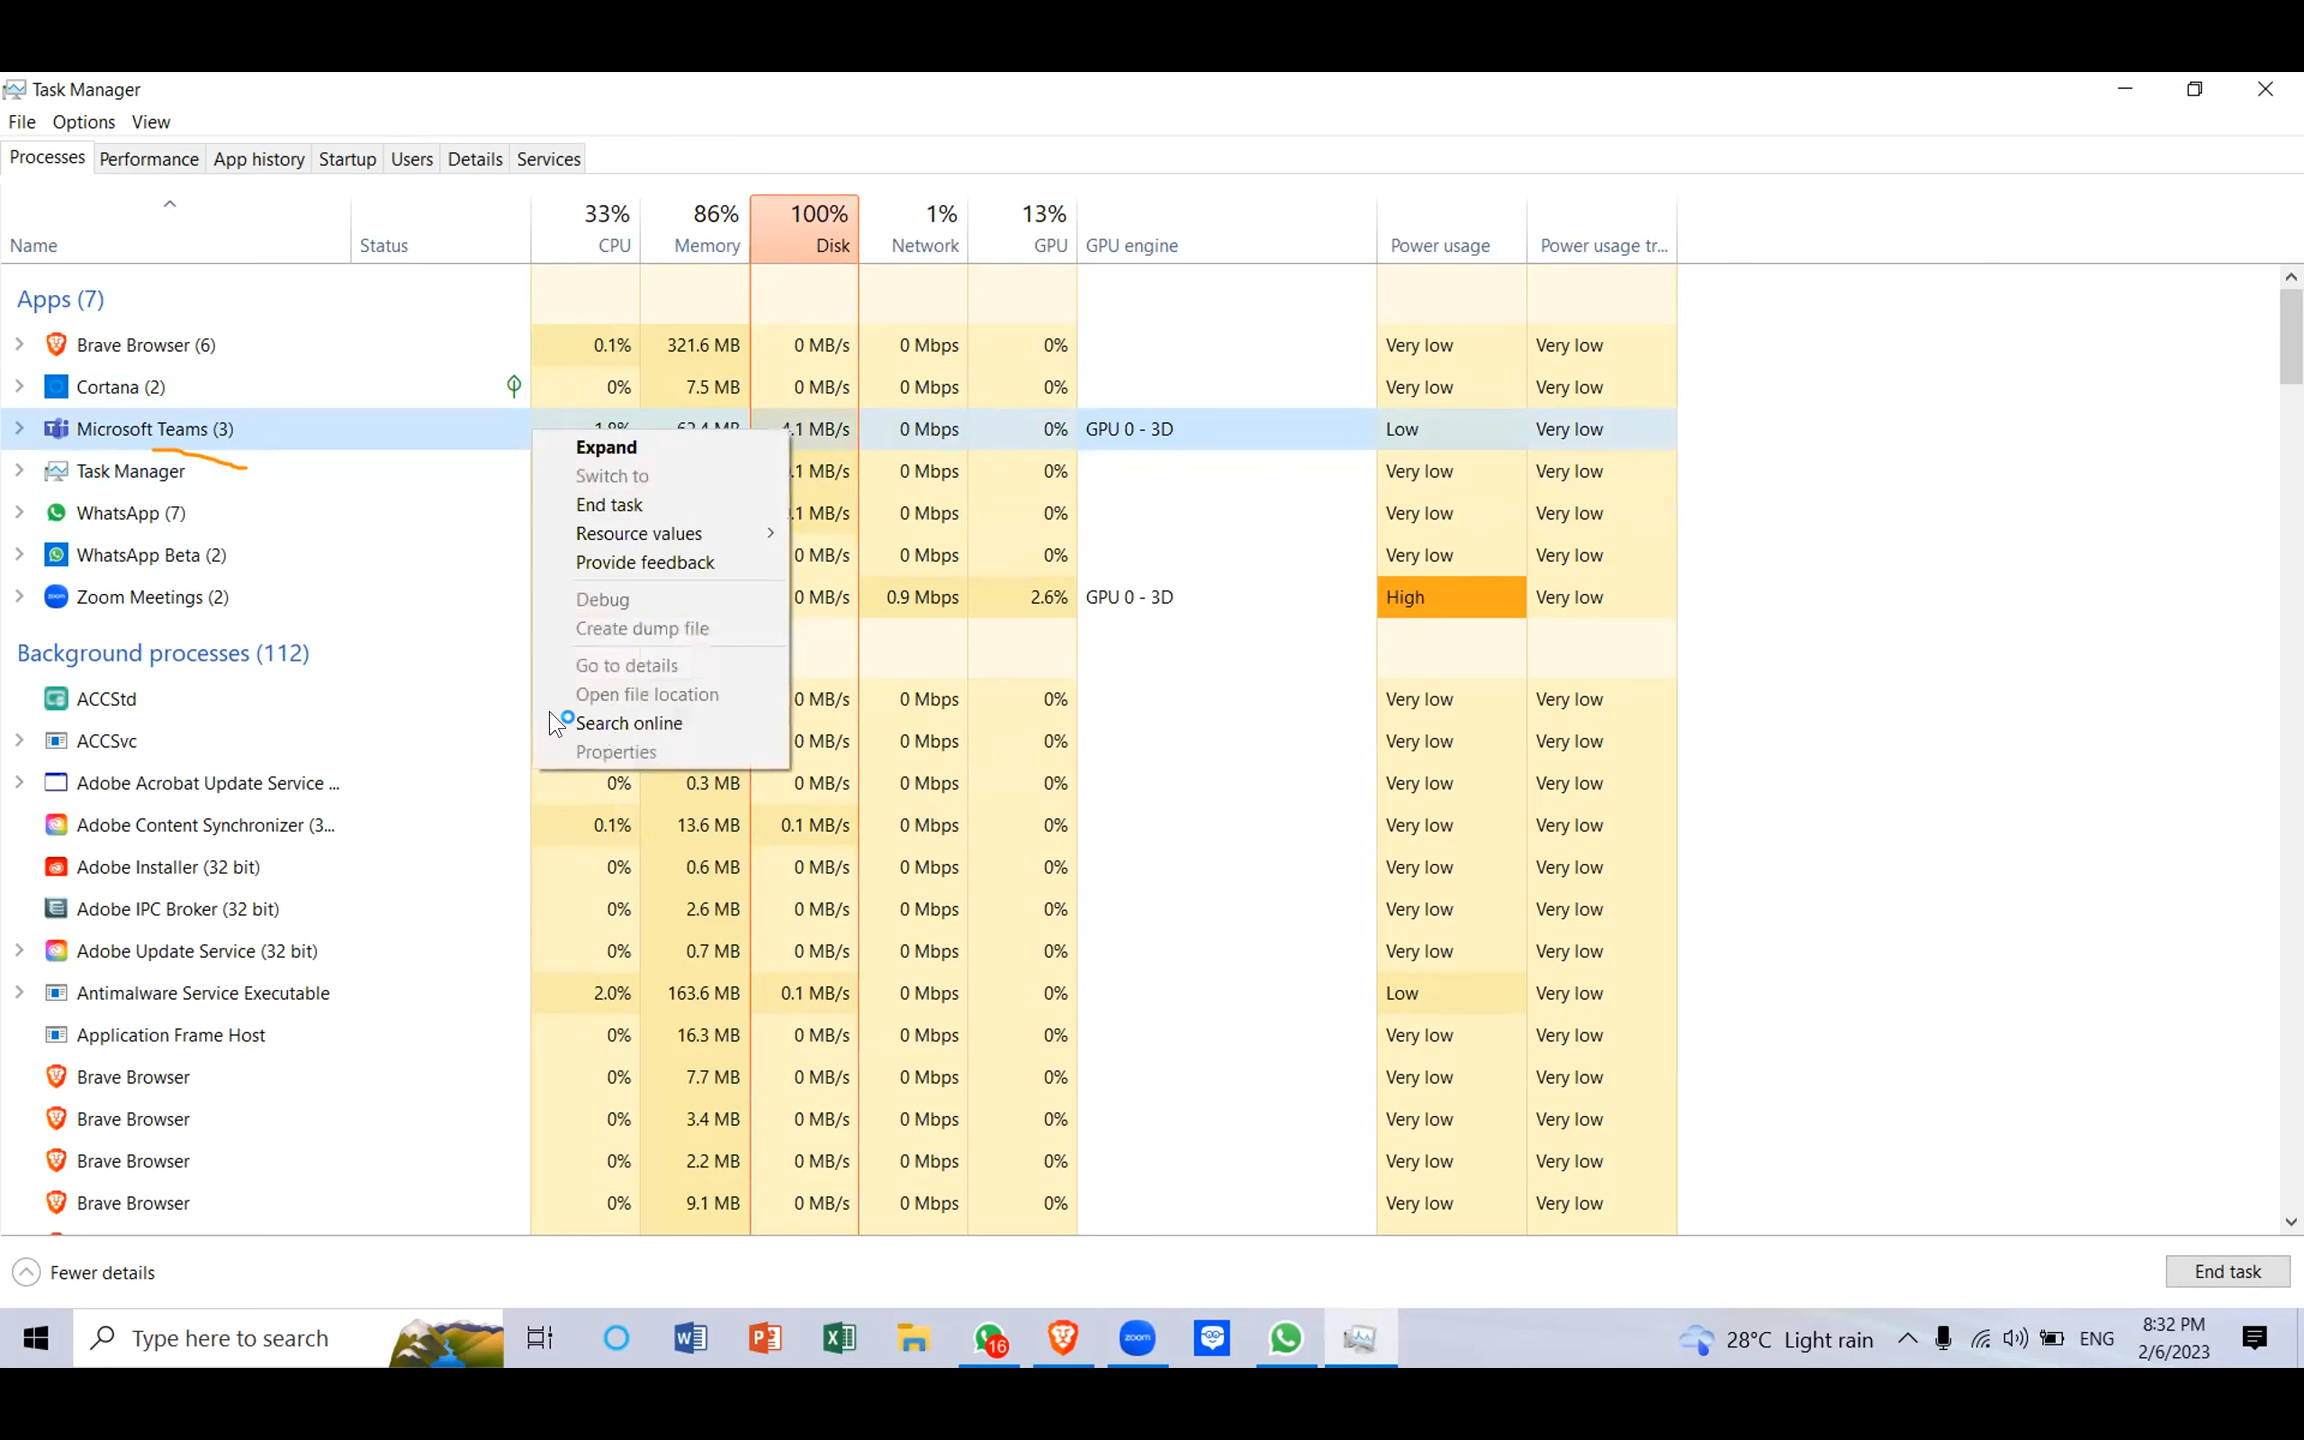 Task Manager
File Options View
Processes Performance App history Startup Users Details Services
33% 86% 100% 1% 13%
Name Status CPU Memory Disk Network GPU GPU engine Power usage Power usage tr...
Apps (7)
Brave Browser (6) 0.1% 321.6 MB 0 MB/s 0 Mbps 0% Very low Very low
Cortana (2) 0% 7.5 MB 0 MB/s 0 Mbps 0% Very low Very low
Microsoft Teams (3) .1 MB/s 0 Mbps 0% GPU 0 - 3D Low Very low
Expand
Task Manager .1 MB/s 0 Mbps 0% Very low Very low
Switch to
End task
WhatsApp (7) .1 MB/s 0 Mbps 0% Very low Very low
Resource values
WhatsApp Beta (2) 0 MB/s 0 Mbps 0% Very low Very low
Provide feedback
Zoom Meetings (2) 0 MB/s 0.9 Mbps 2.6% GPU 0 - 3D High Very low
Debug
Create dump file
Background processes (112)
Go to details
Open file location
ACCStd 0 MB/s 0 Mbps 0% Very low Very low
Search online
ACCSvc 0 MB/s 0 Mbps 0% Very low Very low
Properties
Adobe Acrobat Update Service ... 0% 0.3 MB 0 MB/s 0 Mbps 0% Very low Very low
Adobe Content Synchronizer (3... 0.1% 13.6 MB 0.1 MB/s 0 Mbps 0% Very low Very low
Adobe Installer (32 bit) 0% 0.6 MB 0 MB/s 0 Mbps 0% Very low Very low
Adobe IPC Broker (32 bit) 0% 2.6 MB 0 MB/s 0 Mbps 0% Very low Very low
Adobe Update Service (32 bit) 0% 0.7 MB 0 MB/s 0 Mbps 0% Very low Very low
Antimalware Service Executable 2.0% 163.6 MB 0.1 MB/s 0 Mbps 0% Low Very low
Application Frame Host 0% 16.3 MB 0 MB/s 0 Mbps 0% Very low Very low
Brave Browser 0% 7.7 MB 0 MB/s 0 Mbps 0% Very low Very low
Brave Browser 0% 3.4 MB 0 MB/s 0 Mbps 0% Very low Very low
Brave Browser 0% 2.2 MB 0 MB/s 0 Mbps 0% Very low Very low
Brave Browser 0% 9.1 MB 0 MB/s 0 Mbps 0% Very low Very low
Fewer details End task
Type here to search 16 zoom 28°C Light rain ENG 8:32 PM
2/6/2023